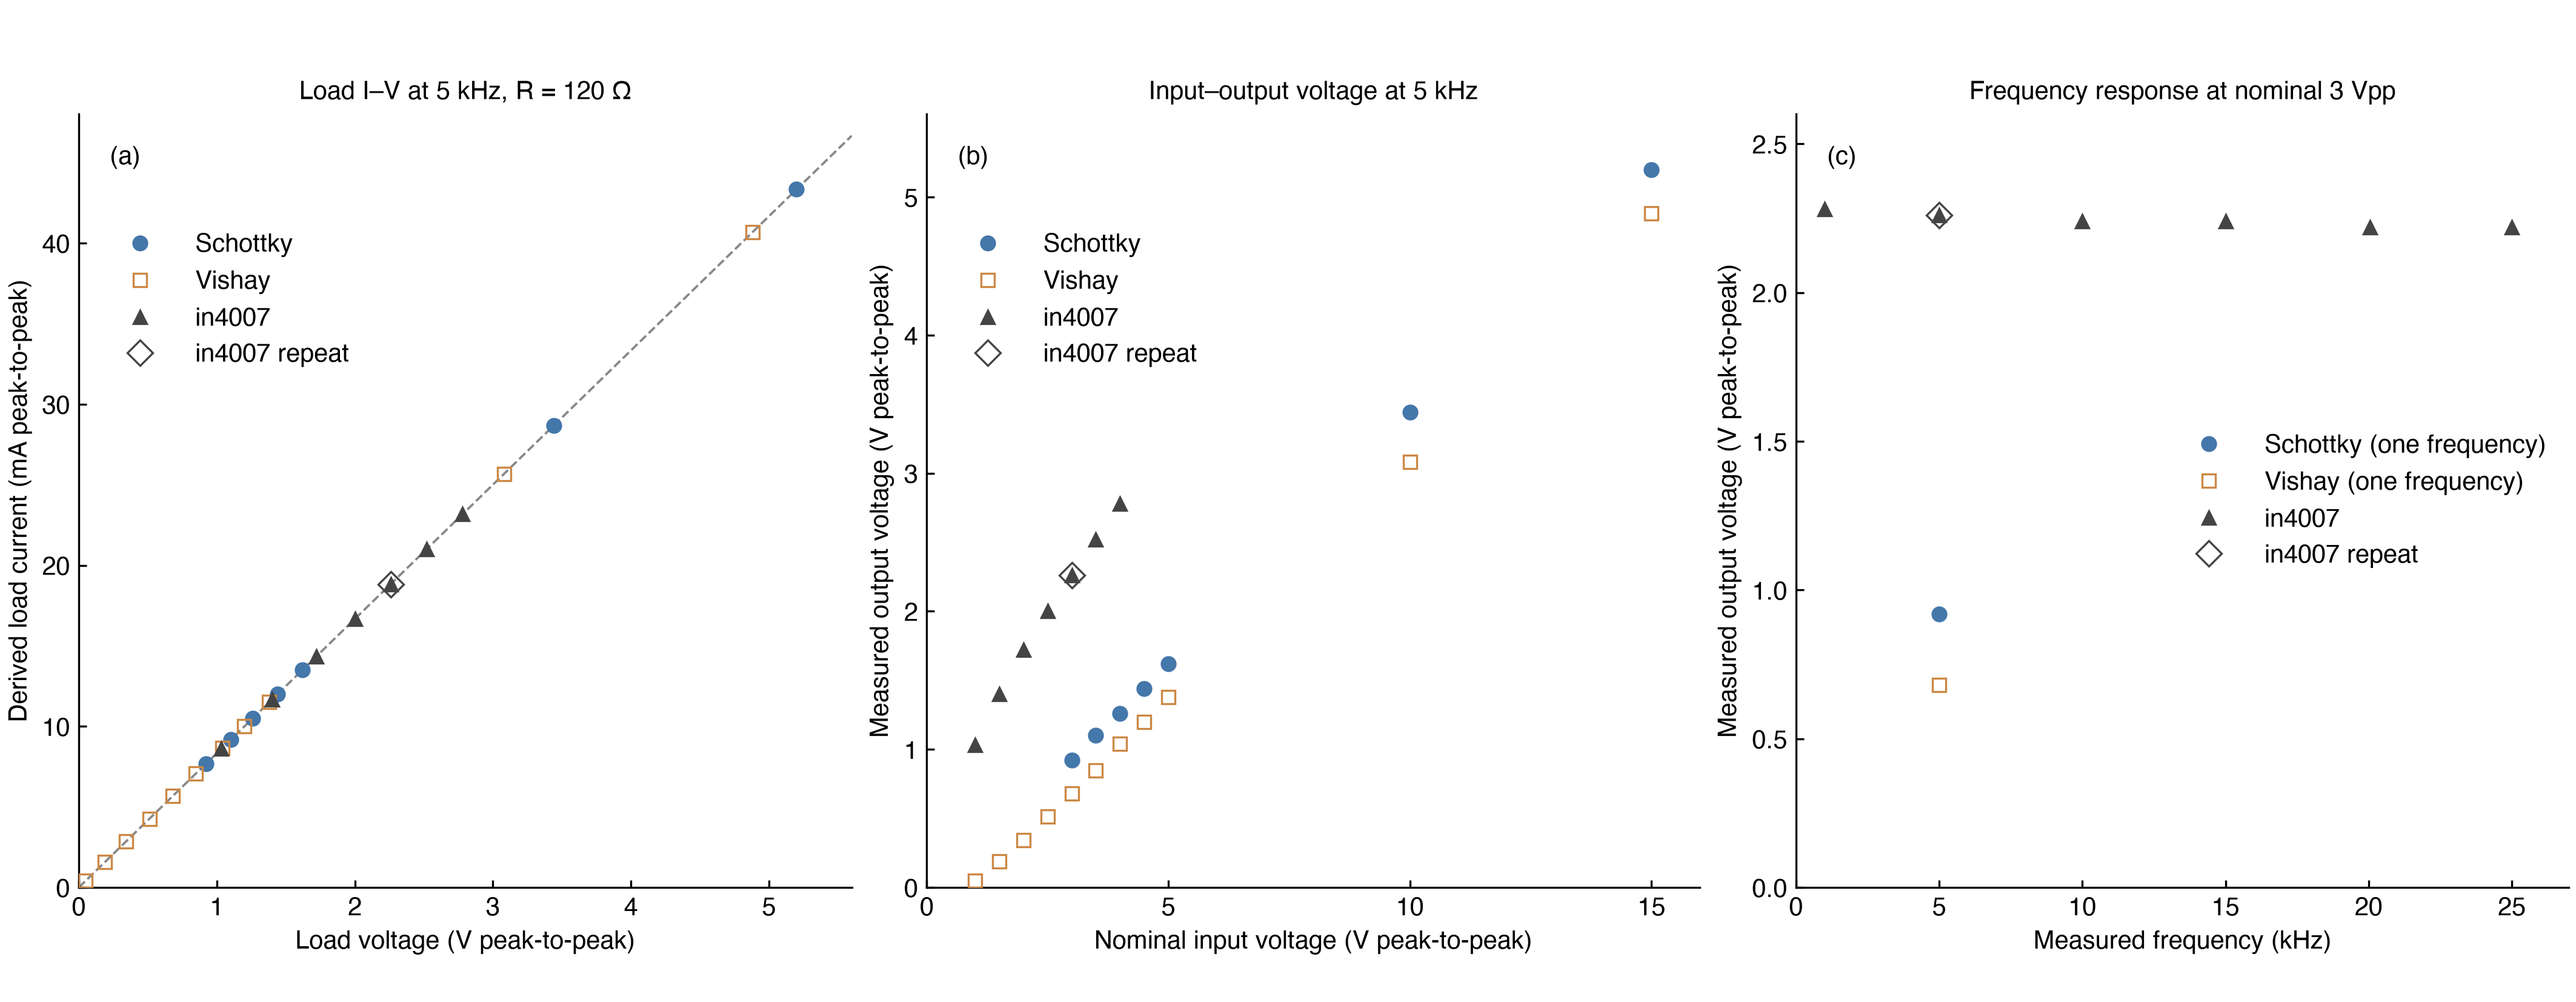 Load I–V at 5 kHz, R = 120 Ω
(a)
Schottky
Vishay
in4007
in4007 repeat
Derived load current (mA peak-to-peak)
40
30
20
10
0
0 1 2 3 4 5
Load voltage (V peak-to-peak)
Input–output voltage at 5 kHz
(b)
Schottky
Vishay
in4007
in4007 repeat
Measured output voltage (V peak-to-peak)
5
4
3
2
1
0
0 5 10 15
Nominal input voltage (V peak-to-peak)
Frequency response at nominal 3 Vpp
(c)
Schottky (one frequency)
Vishay (one frequency)
in4007
in4007 repeat
Measured output voltage (V peak-to-peak)
2.5
2.0
1.5
1.0
0.5
0.0
0 5 10 15 20 25
Measured frequency (kHz)